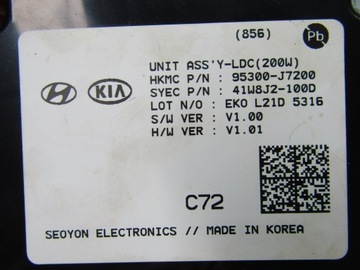 (856)
Pb
UNIT ASS'Y-LDC(200W)
HKMC P/N : 95300-J7200
SYEC P/N : 41W8J2-100D
LOT N/O : EKO L21D 5316
S/W VER : V1.00
H/W VER : V1.01
KIA
C72
SEOYON ELECTRONICS // MADE IN KOREA